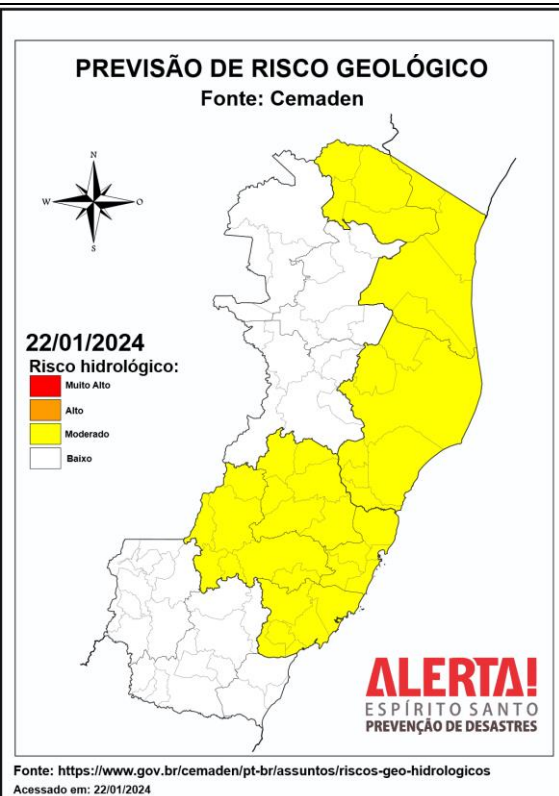 PREVISÃO DE RISCO GEOLÓGICO
Fonte: Cemaden
N
W
O
S
22/01/2024
Risco hidrológico:
Muito Alto
Alto
Moderado
Baixo
ALERTA!
ESPÍRITO SANTO
PREVENÇÃO DE DESASTRES
Fonte: https://www.gov.br/cemaden/pt-br/assuntos/riscos-geo-hidrologicos
Acessado em: 22/01/2024